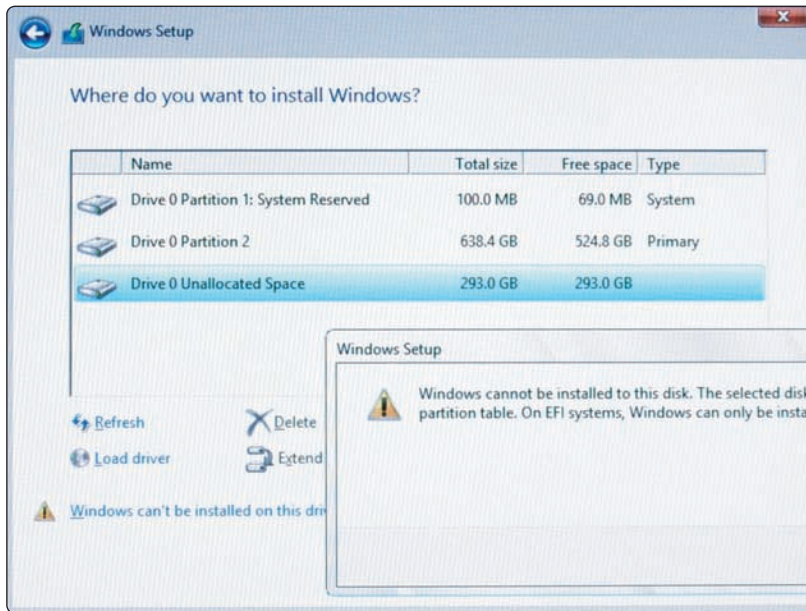 Windows Setup
Where do you want to install Windows?
Name Total size Free space Type
Drive 0 Partition 1: System Reserved 100.0 MB 69.0 MB System
Drive 0 Partition 2 638.4 GB 524.8 GB Primary
Drive 0 Unallocated Space 293.0 GB 293.0 GB
Windows Setup
Windows cannot be installed to this disk. The selected disk
partition table. On EFI systems, Windows can only be insta
Refresh Delete
Load driver Extend
Windows can't be installed on this dri